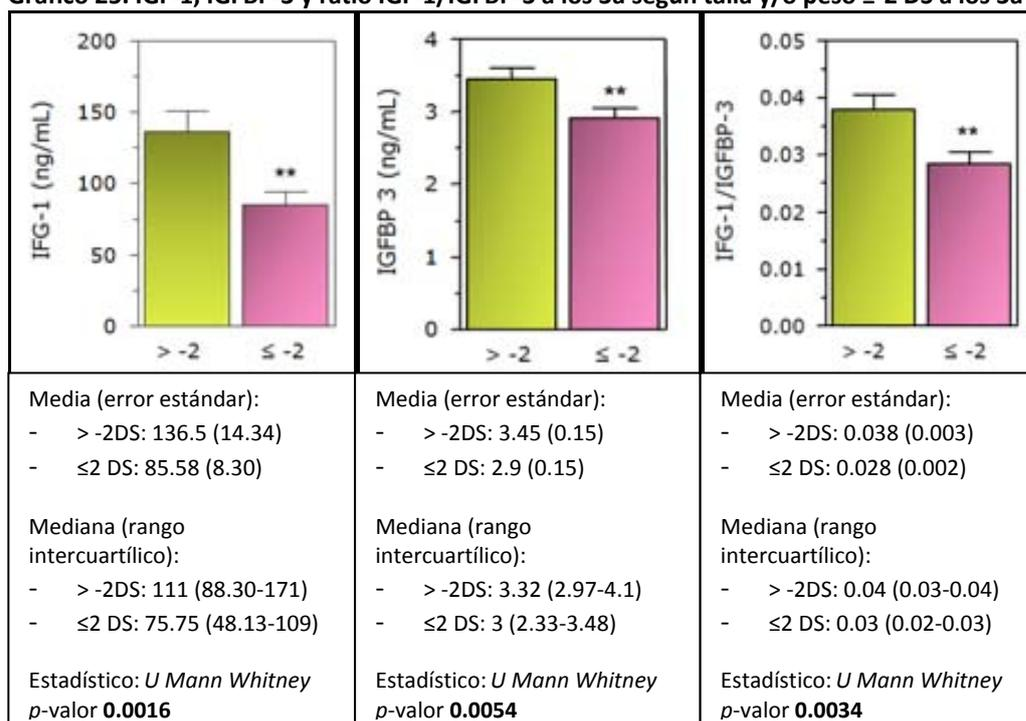 200
150
100
50
0
IFG-1 (ng/mL)
**
> -2 ≤ -2
4
3
2
1
0
IGFBP 3 (ng/mL)
**
> -2 ≤ -2
0.05
0.04
0.03
0.02
0.01
0.00
IFG-1/IGFBP-3
**
> -2 ≤ -2
Media (error estándar):
- > -2DS: 136.5 (14.34)
- ≤2 DS: 85.58 (8.30)
Mediana (rango
intercuartílico):
- > -2DS: 111 (88.30-171)
- ≤2 DS: 75.75 (48.13-109)
Estadístico: U Mann Whitney
p-valor 0.0016
Media (error estándar):
- > -2DS: 3.45 (0.15)
- ≤2 DS: 2.9 (0.15)
Mediana (rango
intercuartílico):
- > -2DS: 3.32 (2.97-4.1)
- ≤2 DS: 3 (2.33-3.48)
Estadístico: U Mann Whitney
p-valor 0.0054
Media (error estándar):
- > -2DS: 0.038 (0.003)
- ≤2 DS: 0.028 (0.002)
Mediana (rango
intercuartílico):
- > -2DS: 0.04 (0.03-0.04)
- ≤2 DS: 0.03 (0.02-0.03)
Estadístico: U Mann Whitney
p-valor 0.0034